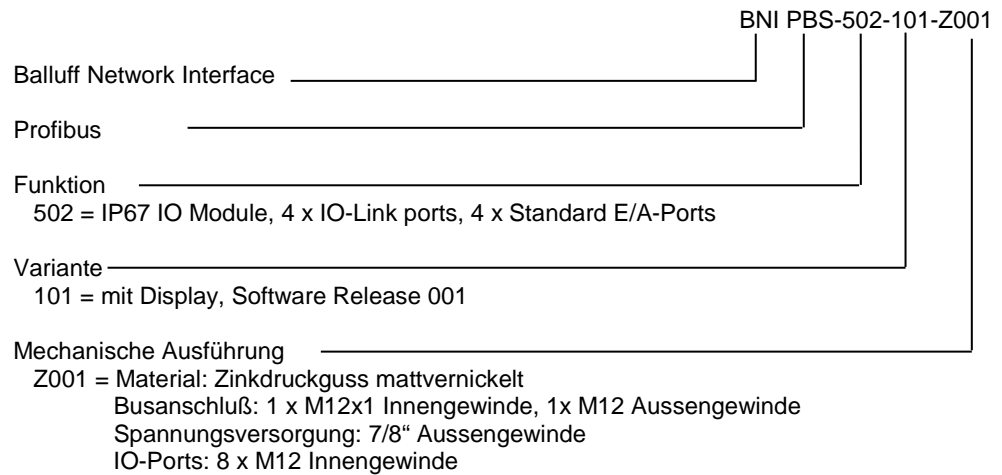 BNI PBS-502-101-Z001
Balluff Network Interface
Profibus
Funktion
502 = IP67 IO Module, 4 x IO-Link ports, 4 x Standard E/A-Ports
Variante
101 = mit Display, Software Release 001
Mechanische Ausführung
Z001 = Material: Zinkdruckguss mattvernickelt
Busanschluß: 1 x M12x1 Innengewinde, 1x M12 Aussengewinde
Spannungsversorgung: 7/8“ Aussengewinde
IO-Ports: 8 x M12 Innengewinde